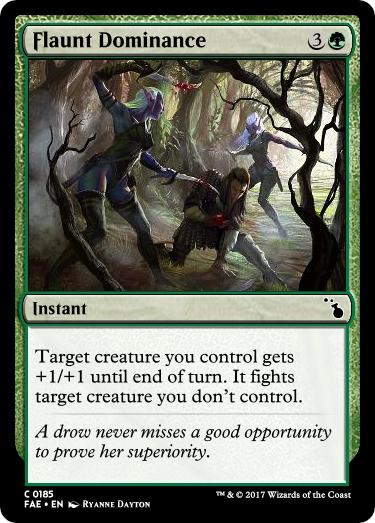 Flaunt Dominance 3
Instant
Target creature you control gets
+1/+1 until end of turn. It fights
target creature you don't control.
A drow never misses a good opportunity
to prove her superiority.
C 0185
FAE • EN Ryanne Dayton
™ & © 2017 Wizards of the Coast